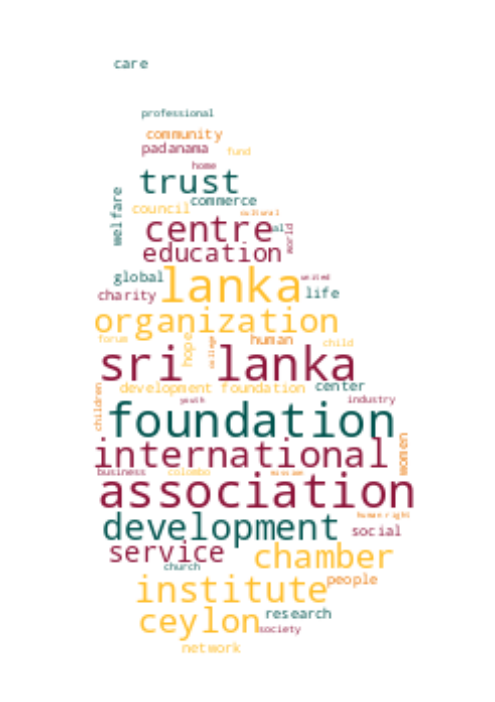 care
professional
community
padanama fund
home
trust
welfare
commerce
council
cultural
centre
world
education
global
united
lanka
charity
life
organization
forum
hope
college
human
child
sri lanka
children
development foundation
center
youth
industry
foundation
international
women
business
colombo
mission
association
human right
development
social
service
chamber
church
people
institute
research
ceylon
society
network